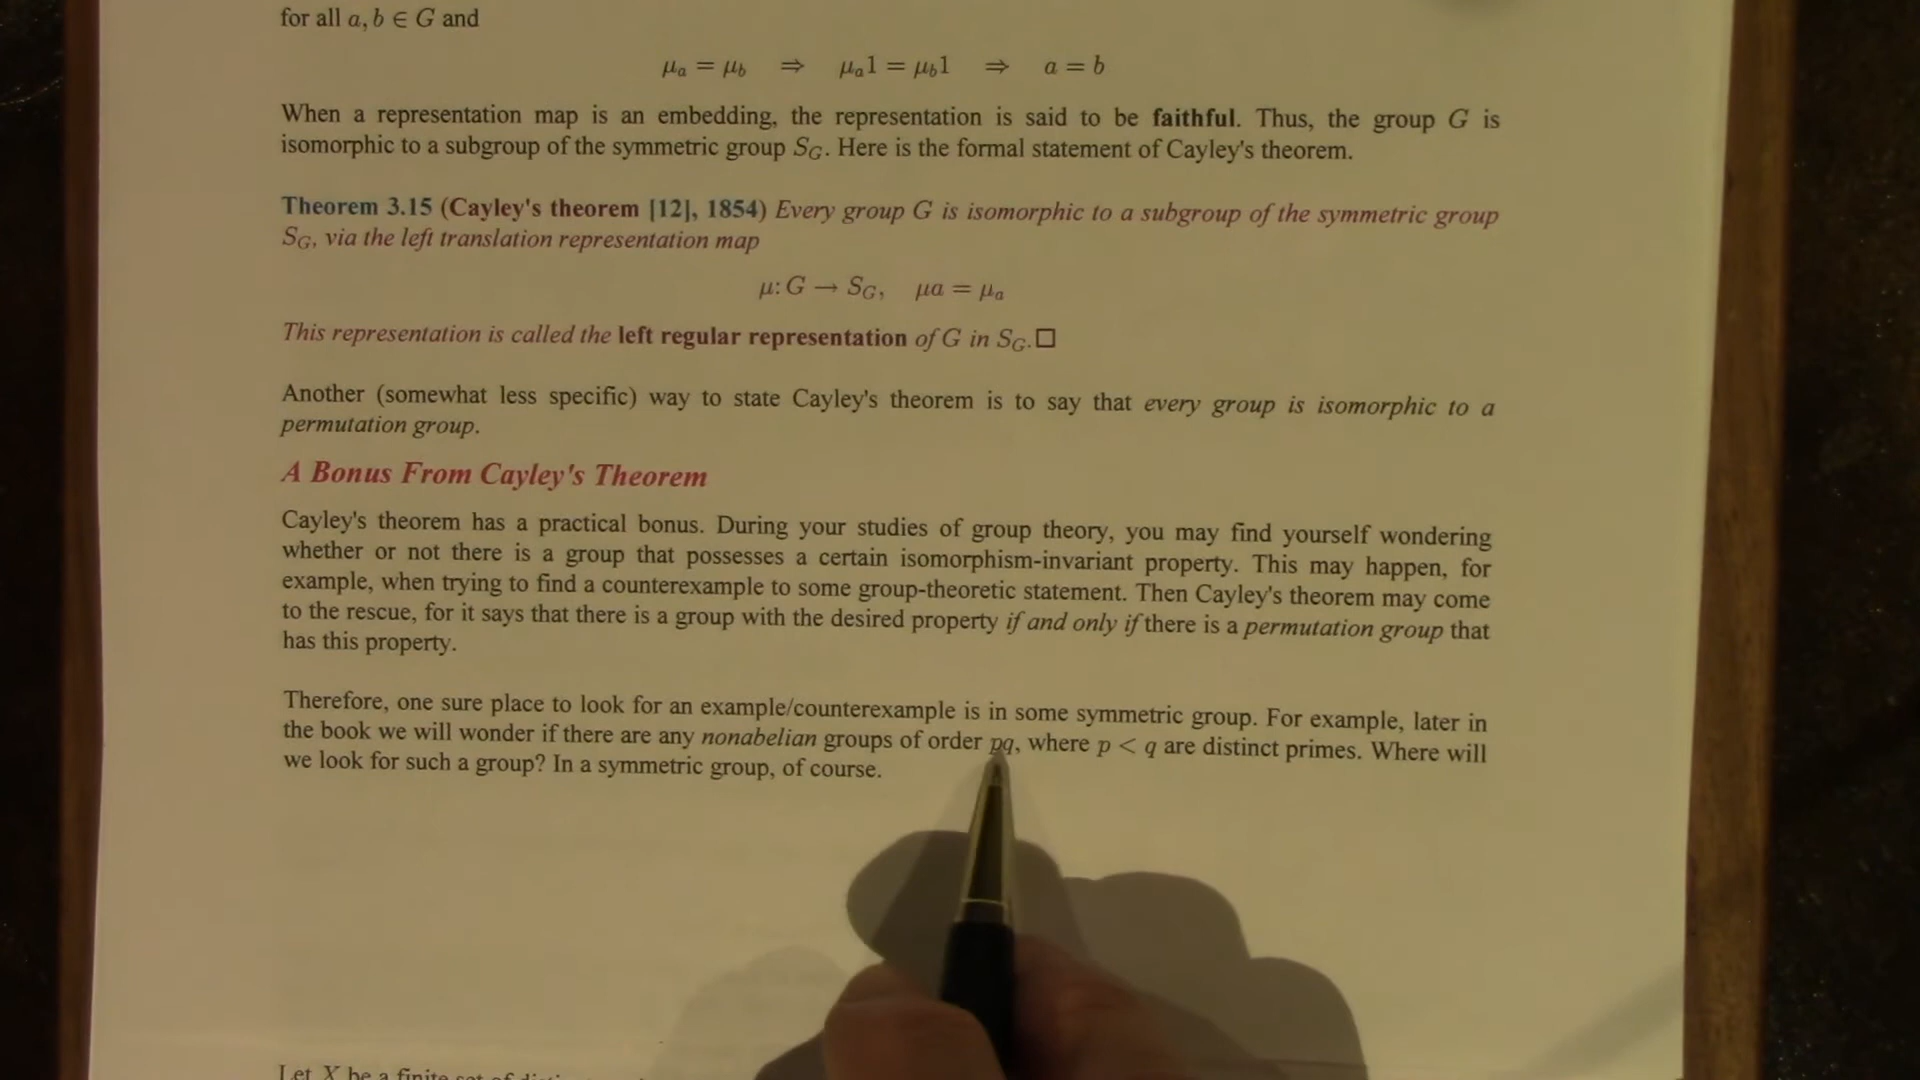 for all a, b ∈ G and
μₐ = μ_b ⇒ μₐ1 = μ_b1 ⇒ a = b
When a representation map is an embedding, the representation is said to be faithful. Thus, the group G is
isomorphic to a subgroup of the symmetric group S_G. Here is the formal statement of Cayley's theorem.
Theorem 3.15 (Cayley's theorem [12], 1854) Every group G is isomorphic to a subgroup of the symmetric group
S_G, via the left translation representation map
μ: G → S_G, μa = μₐ
This representation is called the left regular representation of G in S_G.□
Another (somewhat less specific) way to state Cayley's theorem is to say that every group is isomorphic to a
permutation group.
A Bonus From Cayley's Theorem
Cayley's theorem has a practical bonus. During your studies of group theory, you may find yourself wondering
whether or not there is a group that possesses a certain isomorphism-invariant property. This may happen, for
example, when trying to find a counterexample to some group-theoretic statement. Then Cayley's theorem may come
to the rescue, for it says that there is a group with the desired property if and only if there is a permutation group that
has this property.
Therefore, one sure place to look for an example/counterexample is in some symmetric group. For example, later in
the book we will wonder if there are any nonabelian groups of order pq, where p < q are distinct primes. Where will
we look for such a group? In a symmetric group, of course.
Let X be a finite set of